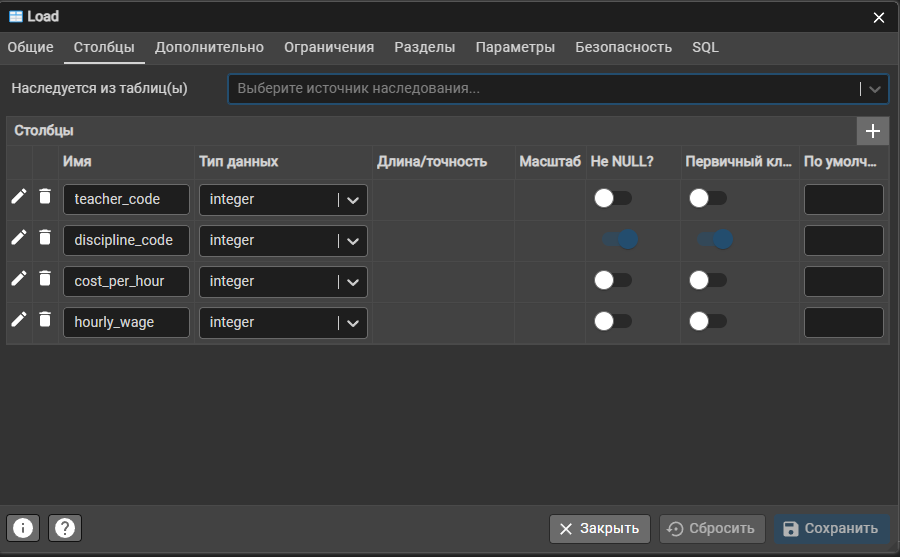 Load
Общие Столбцы Дополнительно Ограничения Разделы Параметры Безопасность SQL
Наследуется из таблиц(ы) Выберите источник наследования...
Столбцы
Имя Тип данных Длина/точность Масштаб Не NULL? Первичный кл... По умолч...
teacher_code integer
discipline_code integer
cost_per_hour integer
hourly_wage integer
Закрыть Сбросить Сохранить